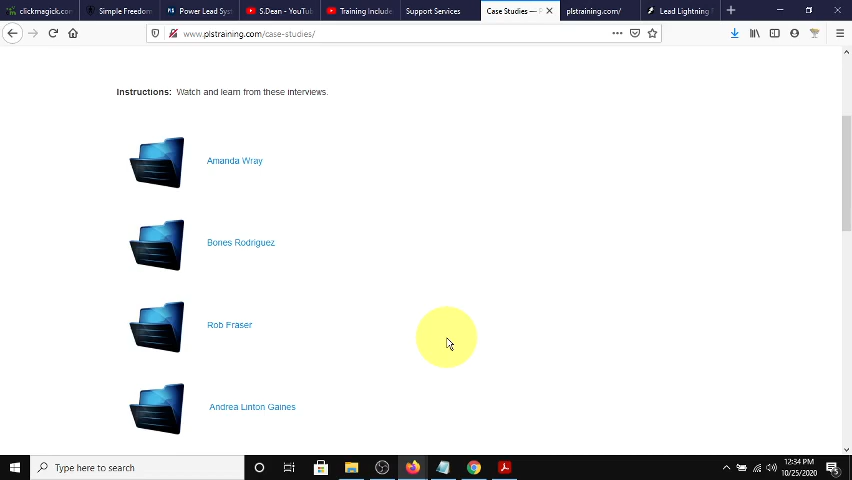 clickmagick.com
Simple Freedom
Power Lead Syst
S.Dean - YouTub
Training Include
Support Services
Case Studies — P
plstraining.com/
Lead Lightning
www.plstraining.com/case-studies/
Instructions: Watch and learn from these interviews.
Amanda Wray
Bones Rodriguez
Rob Fraser
Andrea Linton Gaines
Type here to search
12:34 PM
10/25/2020
5